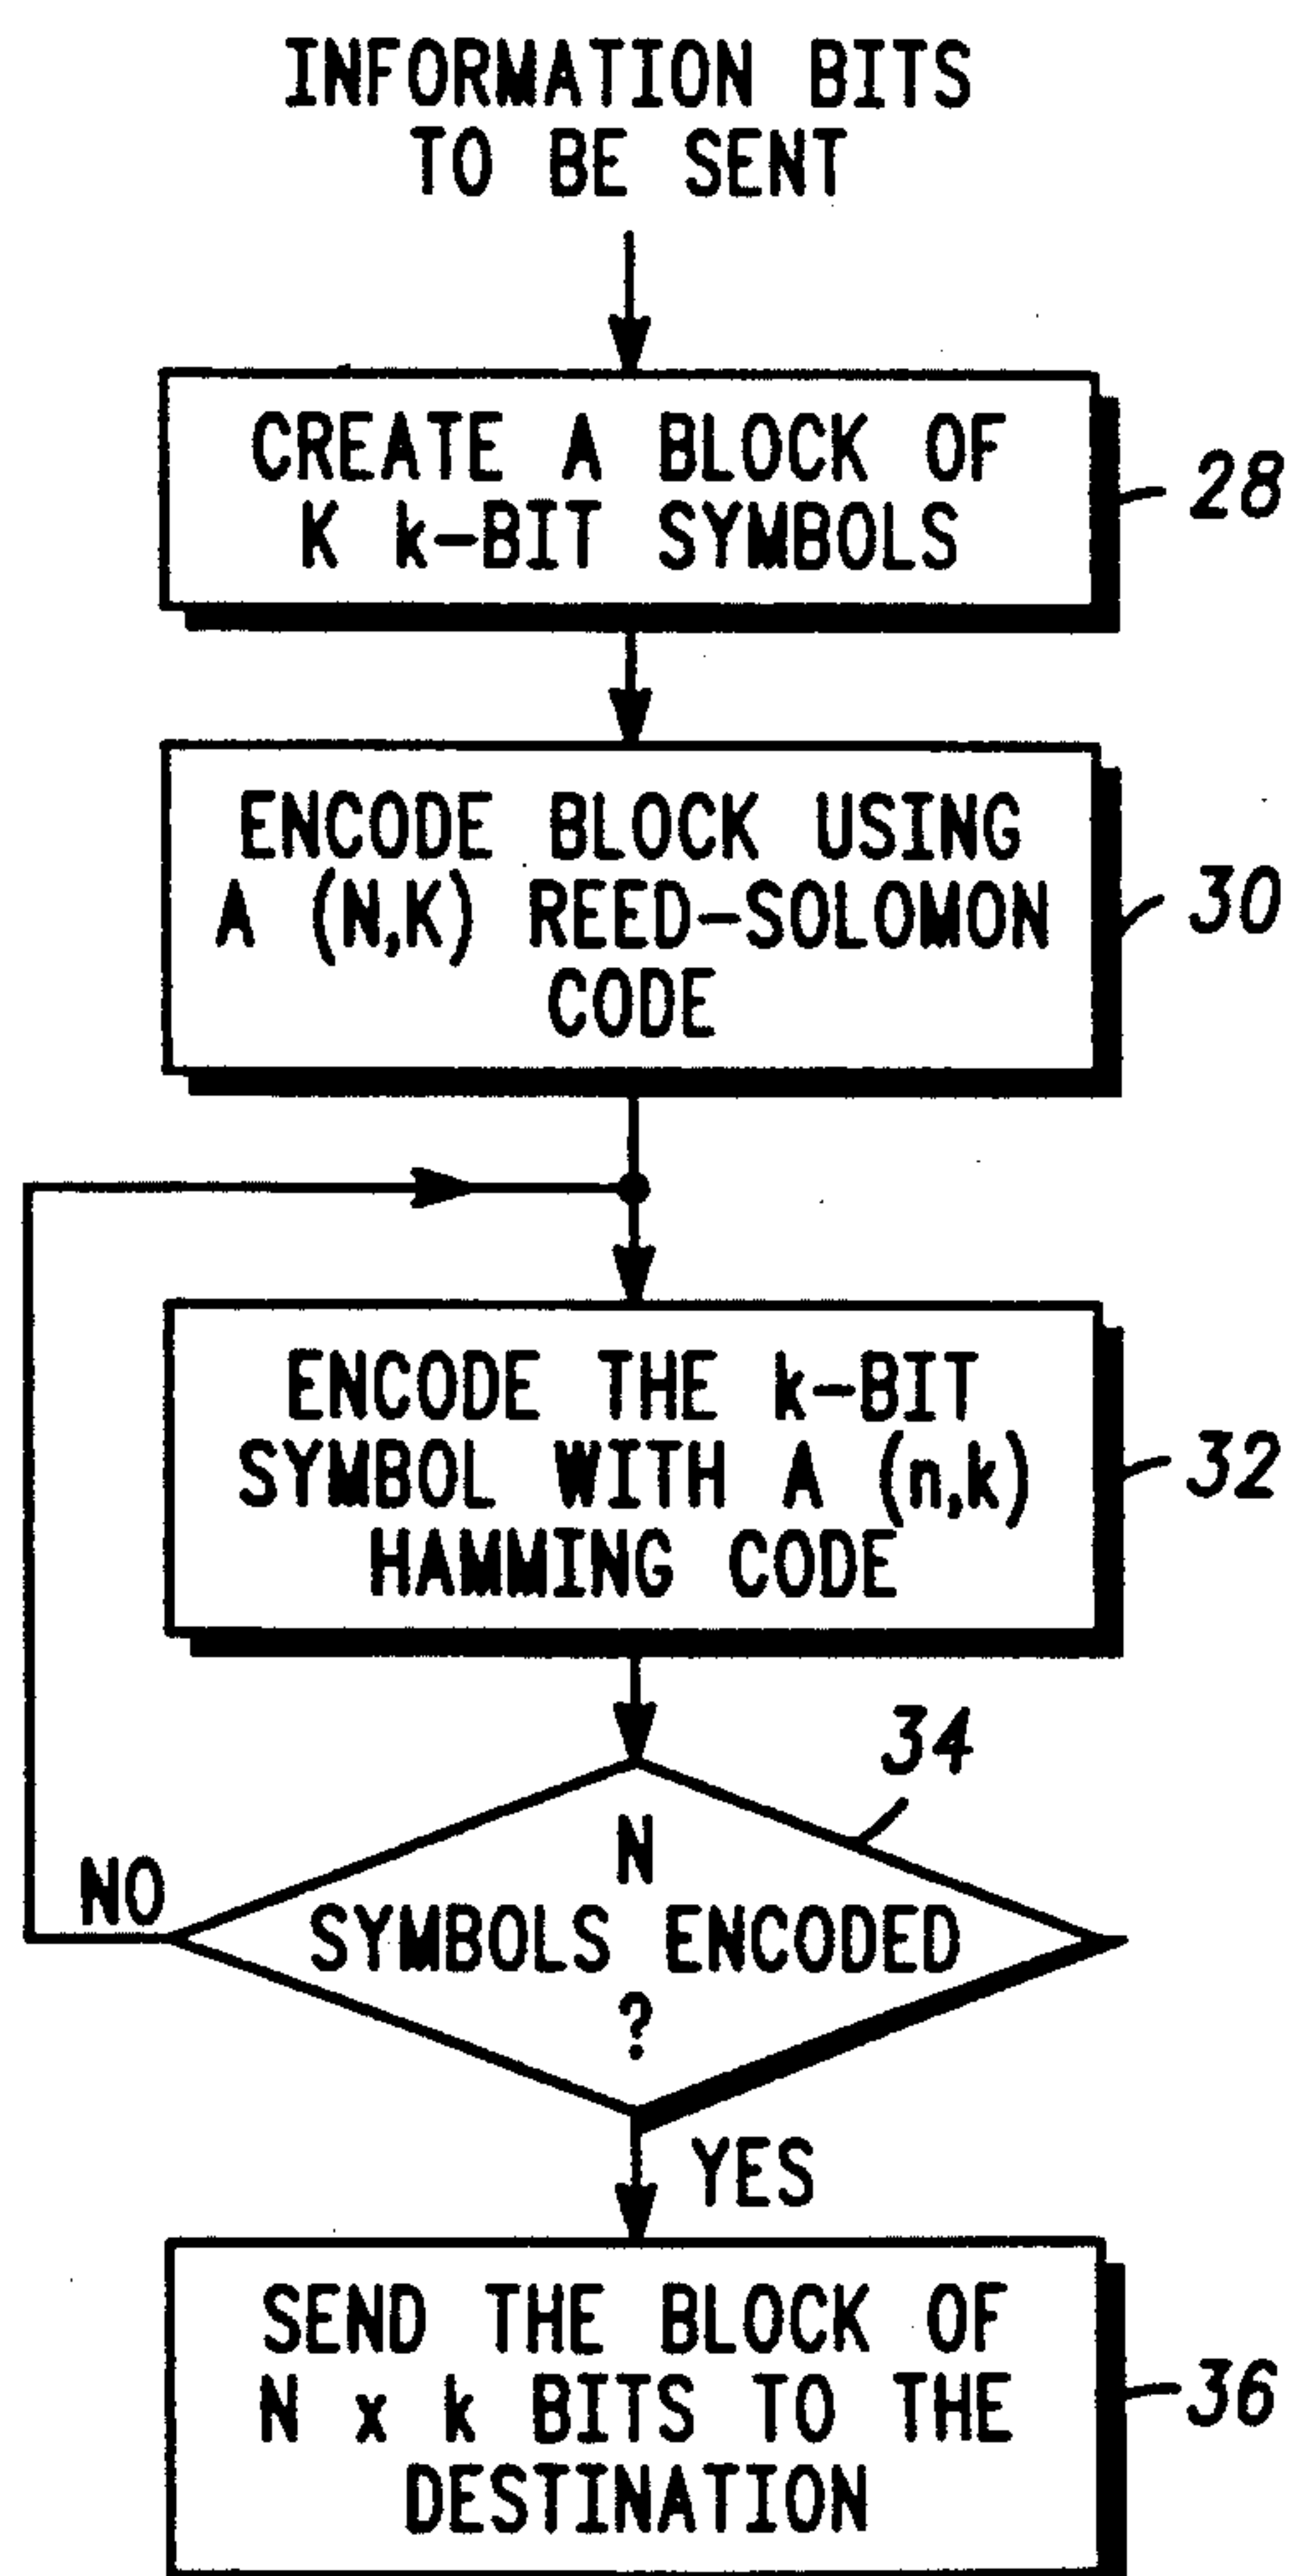 INFORMATION BITS
TO BE SENT
CREATE A BLOCK OF
K k-BIT SYMBOLS
28
ENCODE BLOCK USING
A (N,K) REED-SOLOMON
CODE
30
ENCODE THE k-BIT
SYMBOL WITH A (n,k)
HAMMING CODE
32
34
N
SYMBOLS ENCODED
?
NO
YES
SEND THE BLOCK OF
N x k BITS TO THE
DESTINATION
36